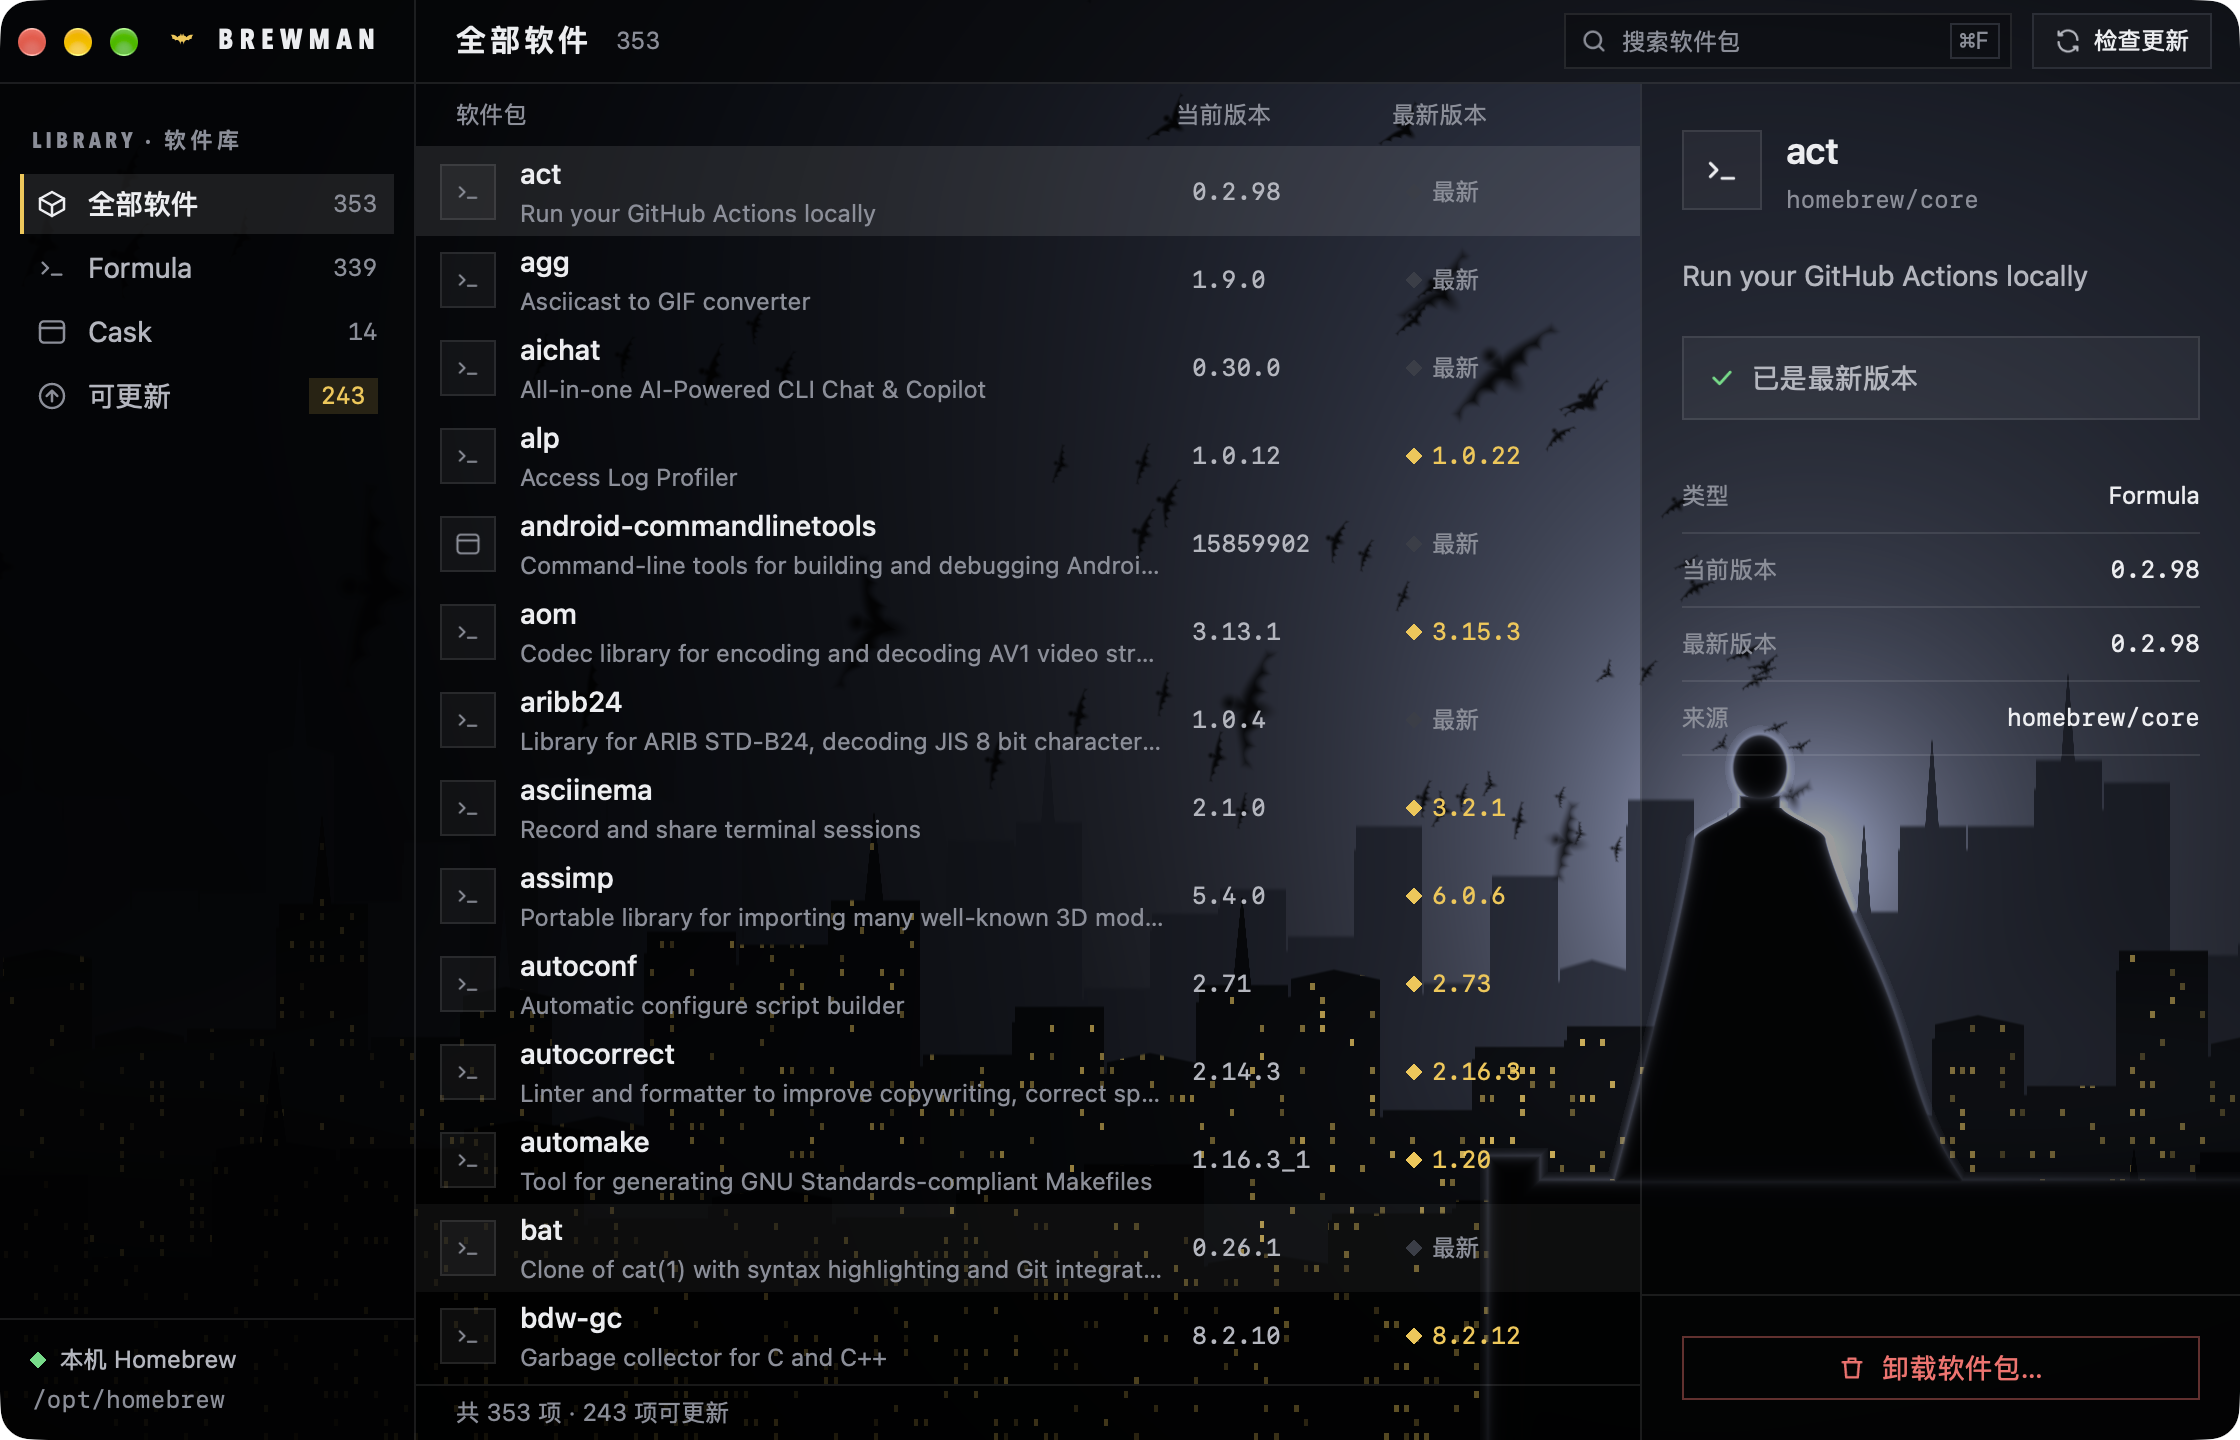 BREWMAN
全部软件 353
搜索软件包 ⌘F
检查更新
LIBRARY · 软件库
全部软件 353
Formula 339
Cask 14
可更新 243
本机 Homebrew
/opt/homebrew
软件包 当前版本 最新版本
act 0.2.98 最新
Run your GitHub Actions locally
agg 1.9.0 最新
Asciicast to GIF converter
aichat 0.30.0 最新
All-in-one AI-Powered CLI Chat & Copilot
alp 1.0.12 1.0.22
Access Log Profiler
android-commandlinetools 15859902 最新
Command-line tools for building and debugging Androi...
aom 3.13.1 3.15.3
Codec library for encoding and decoding AV1 video str...
aribb24 1.0.4 最新
Library for ARIB STD-B24, decoding JIS 8 bit character...
asciinema 2.1.0 3.2.1
Record and share terminal sessions
assimp 5.4.0 6.0.6
Portable library for importing many well-known 3D mod...
autoconf 2.71 2.73
Automatic configure script builder
autocorrect 2.14.3 2.16.3
Linter and formatter to improve copywriting, correct sp...
automake 1.16.3_1 1.20
Tool for generating GNU Standards-compliant Makefiles
bat 0.26.1 最新
Clone of cat(1) with syntax highlighting and Git integrat...
bdw-gc 8.2.10 8.2.12
Garbage collector for C and C++
共 353 项 · 243 项可更新
act
homebrew/core
Run your GitHub Actions locally
已是最新版本
类型 Formula
当前版本 0.2.98
最新版本 0.2.98
来源 homebrew/core
卸载软件包...